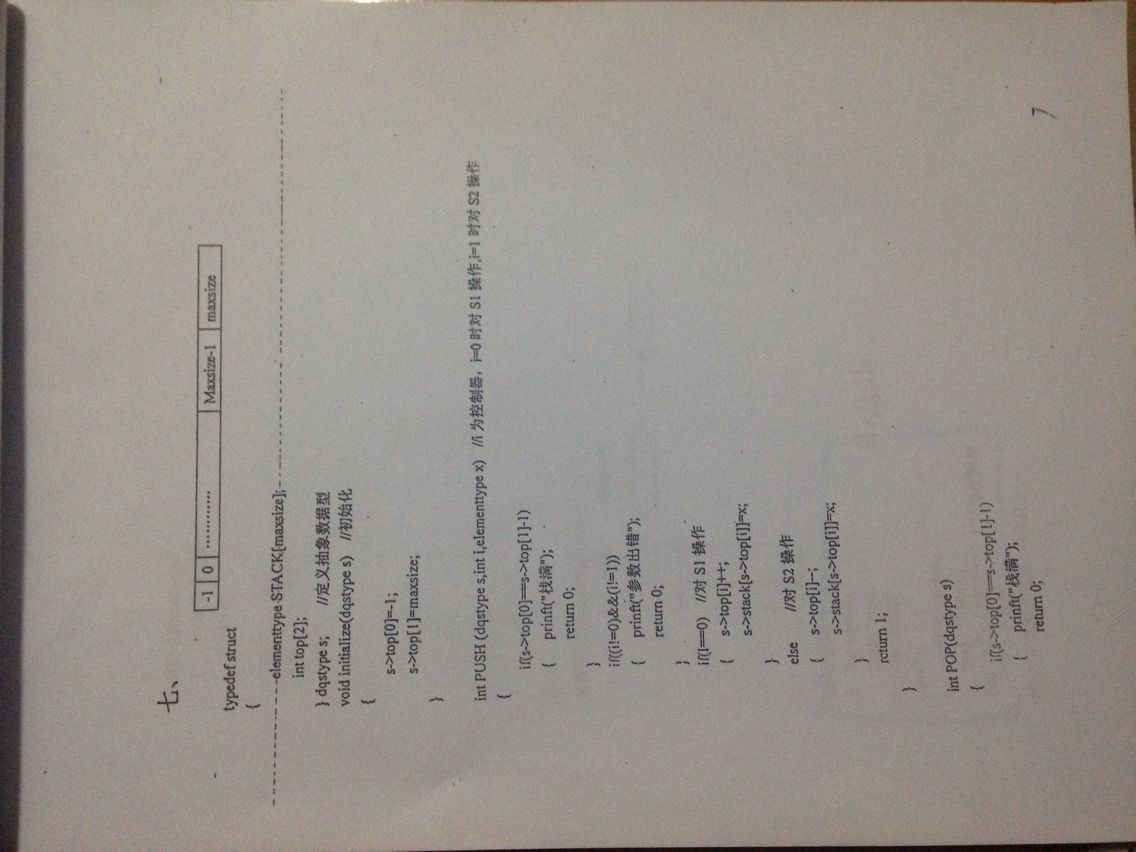 七、
-1 0 ………… Maxsize-1 maxsize
typedef struct
{
elementtype STACK[maxsize];
int top[2];
} dqstype s; //定义抽象数据型
void initialize(dqstype s) //初始化
{
s->top[0]=-1;
s->top[1]=maxsize;
}
int PUSH (dqstype s,int i,elementtype x) //i 为控制器，i=0 时对 S1 操作,i=1 时对 S2 操作
{
if(s->top[0]==s->top[1]-1)
{ prinft("栈满");
return 0;
}
if((i!=0)&&(i!=1))
{ prinft("参数出错");
return 0;
}
if(I==0) //对 S1 操作
{ s->top[i]++;
s->stack[s->top[i]]=x;
}
else //对 S2 操作
{ s->top[i]--;
s->stack[s->top[i]]=x;
}
return 1;
}
int POP(dqstype s)
{
if(s->top[0]==s->top[1]-1)
{ prinft("栈满");
return 0;
7